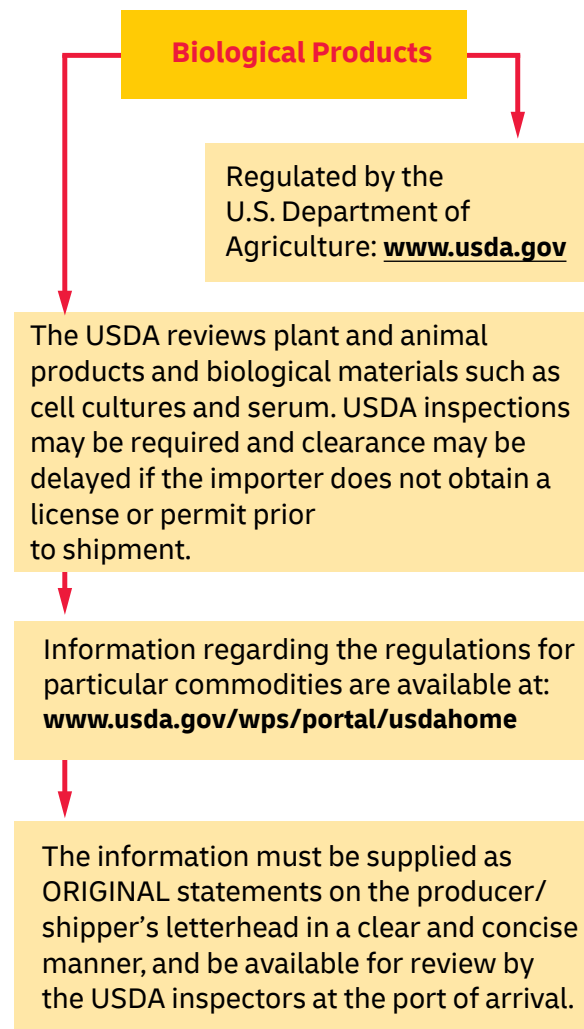 Biological Products
Regulated by the
U.S. Department of
Agriculture: www.usda.gov
The USDA reviews plant and animal
products and biological materials such as
cell cultures and serum. USDA inspections
may be required and clearance may be
delayed if the importer does not obtain a
license or permit prior
to shipment.
Information regarding the regulations for
particular commodities are available at:
www.usda.gov/wps/portal/usdahome
The information must be supplied as
ORIGINAL statements on the producer/
shipper’s letterhead in a clear and concise
manner, and be available for review by
the USDA inspectors at the port of arrival.